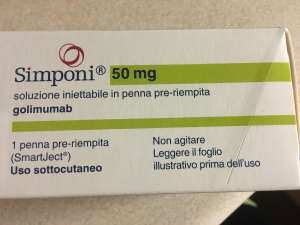 Simponi® 50 mg
soluzione iniettabile in penna pre-riempita
golimumab
1 penna pre-riempita
(SmartJect®)
Uso sottocutaneo
Non agitare
Leggere il foglio
illustrativo prima dell'uso